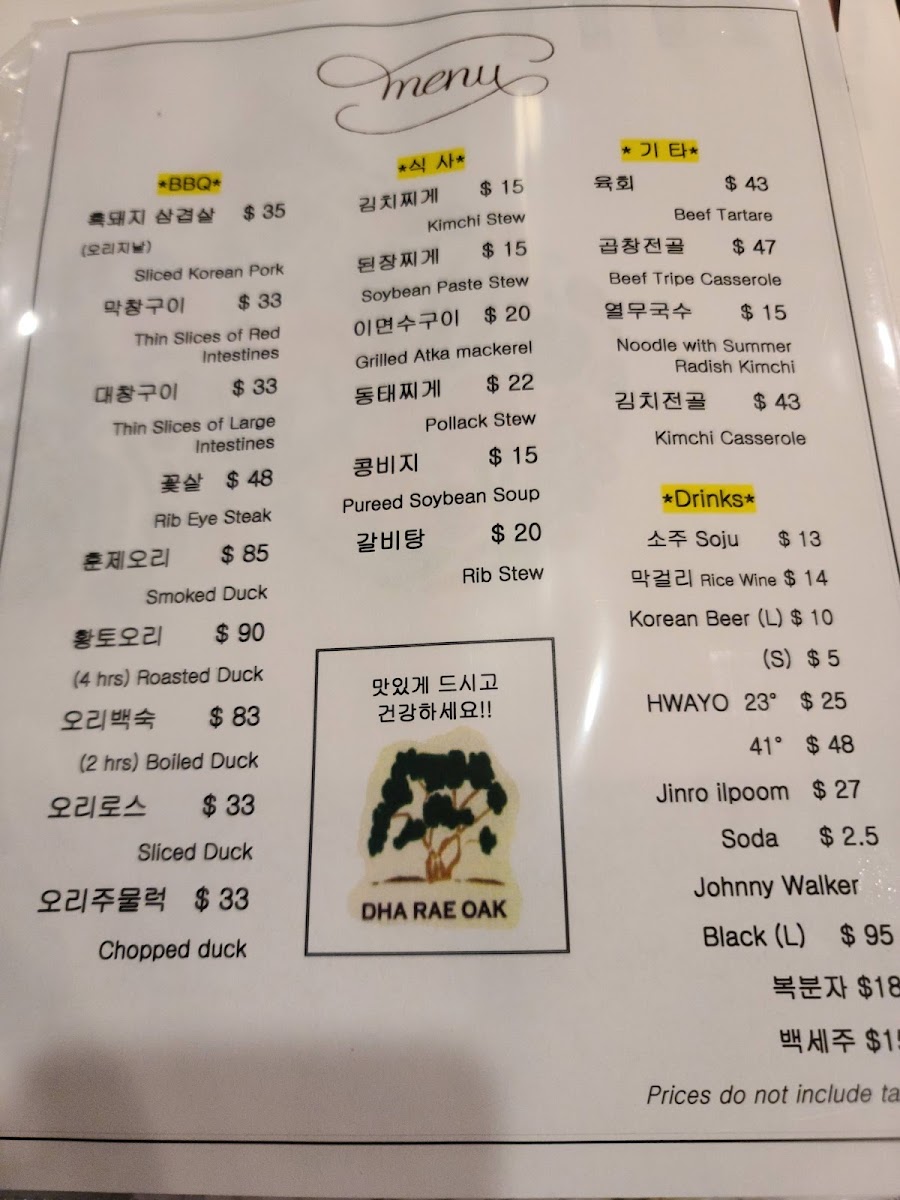 menu
*BBQ*
흑돼지 삼겹살 $ 35
(오리지날)
Sliced Korean Pork
막창구이 $ 33
Thin Slices of Red
Intestines
대창구이 $ 33
Thin Slices of Large
Intestines
꽃살 $ 48
Rib Eye Steak
훈제오리 $ 85
Smoked Duck
황토오리 $ 90
(4 hrs) Roasted Duck
오리백숙 $ 83
(2 hrs) Boiled Duck
오리로스 $ 33
Sliced Duck
오리주물럭 $ 33
Chopped duck
*식 사*
김치찌게 $ 15
Kimchi Stew
된장찌게 $ 15
Soybean Paste Stew
이면수구이 $ 20
Grilled Atka mackerel
동태찌게 $ 22
Pollack Stew
콩비지 $ 15
Pureed Soybean Soup
갈비탕 $ 20
Rib Stew
맛있게 드시고
건강하세요!!
DHA RAE OAK
* 기 타*
육회 $ 43
Beef Tartare
곱창전골 $ 47
Beef Tripe Casserole
열무국수 $ 15
Noodle with Summer
Radish Kimchi
김치전골 $ 43
Kimchi Casserole
*Drinks*
소주 Soju $ 13
막걸리 Rice Wine $ 14
Korean Beer (L) $ 10
(S) $ 5
HWAYO 23° $ 25
41° $ 48
Jinro ilpoom $ 27
Soda $ 2.5
Johnny Walker
Black (L) $ 95
복분자 $18
백세주
Prices do not include